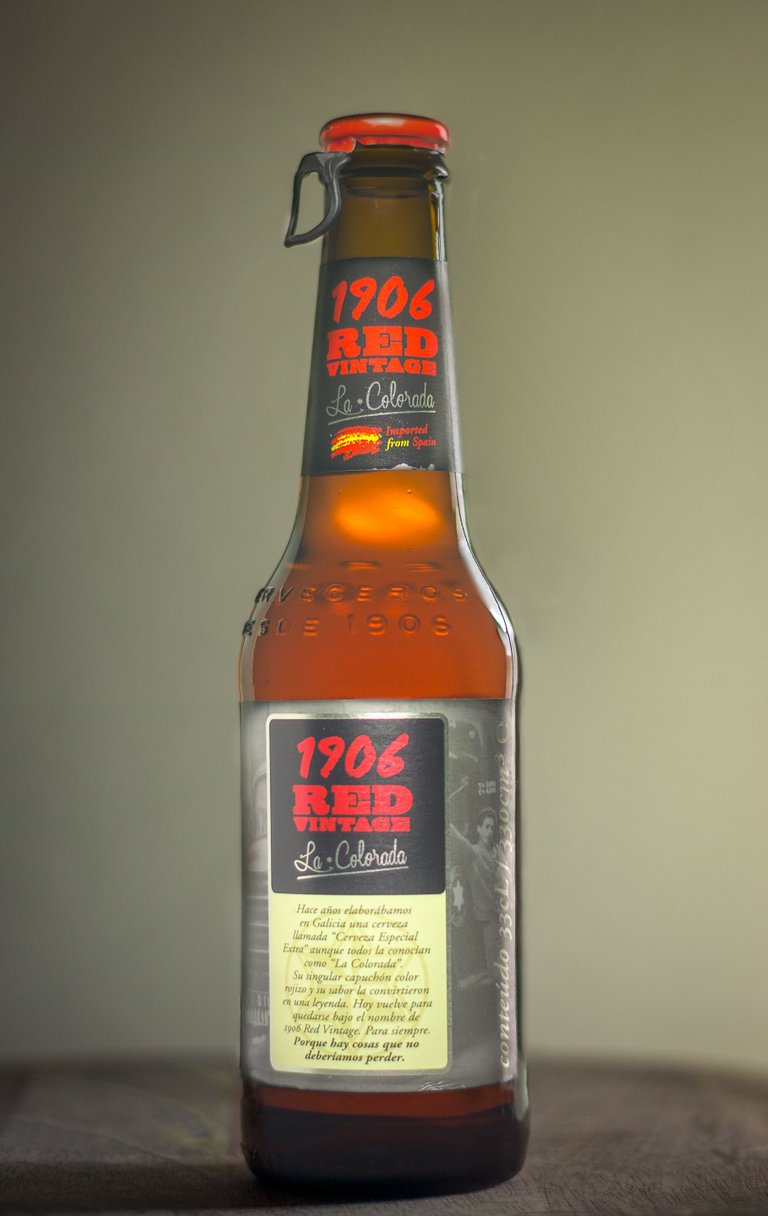 1906
RED
VINTAGE
La Colorada
Imported
from Spain
CERVECEROS
DESDE 1906
1906
RED
VINTAGE
La Colorada
Hace años elaborábamos
en Galicia una cerveza
llamada "Cerveza Especial
Extra" aunque todos la conocían
como "La Colorada".
Su singular capuchón color
rojizo y su sabor la convirtieron
en una leyenda. Hoy vuelve para
quedarse bajo el nombre de
1906 Red Vintage. Para siempre.
Porque hay cosas que no
deberíamos perder.
conteúdo 33cL / 330cm3 e